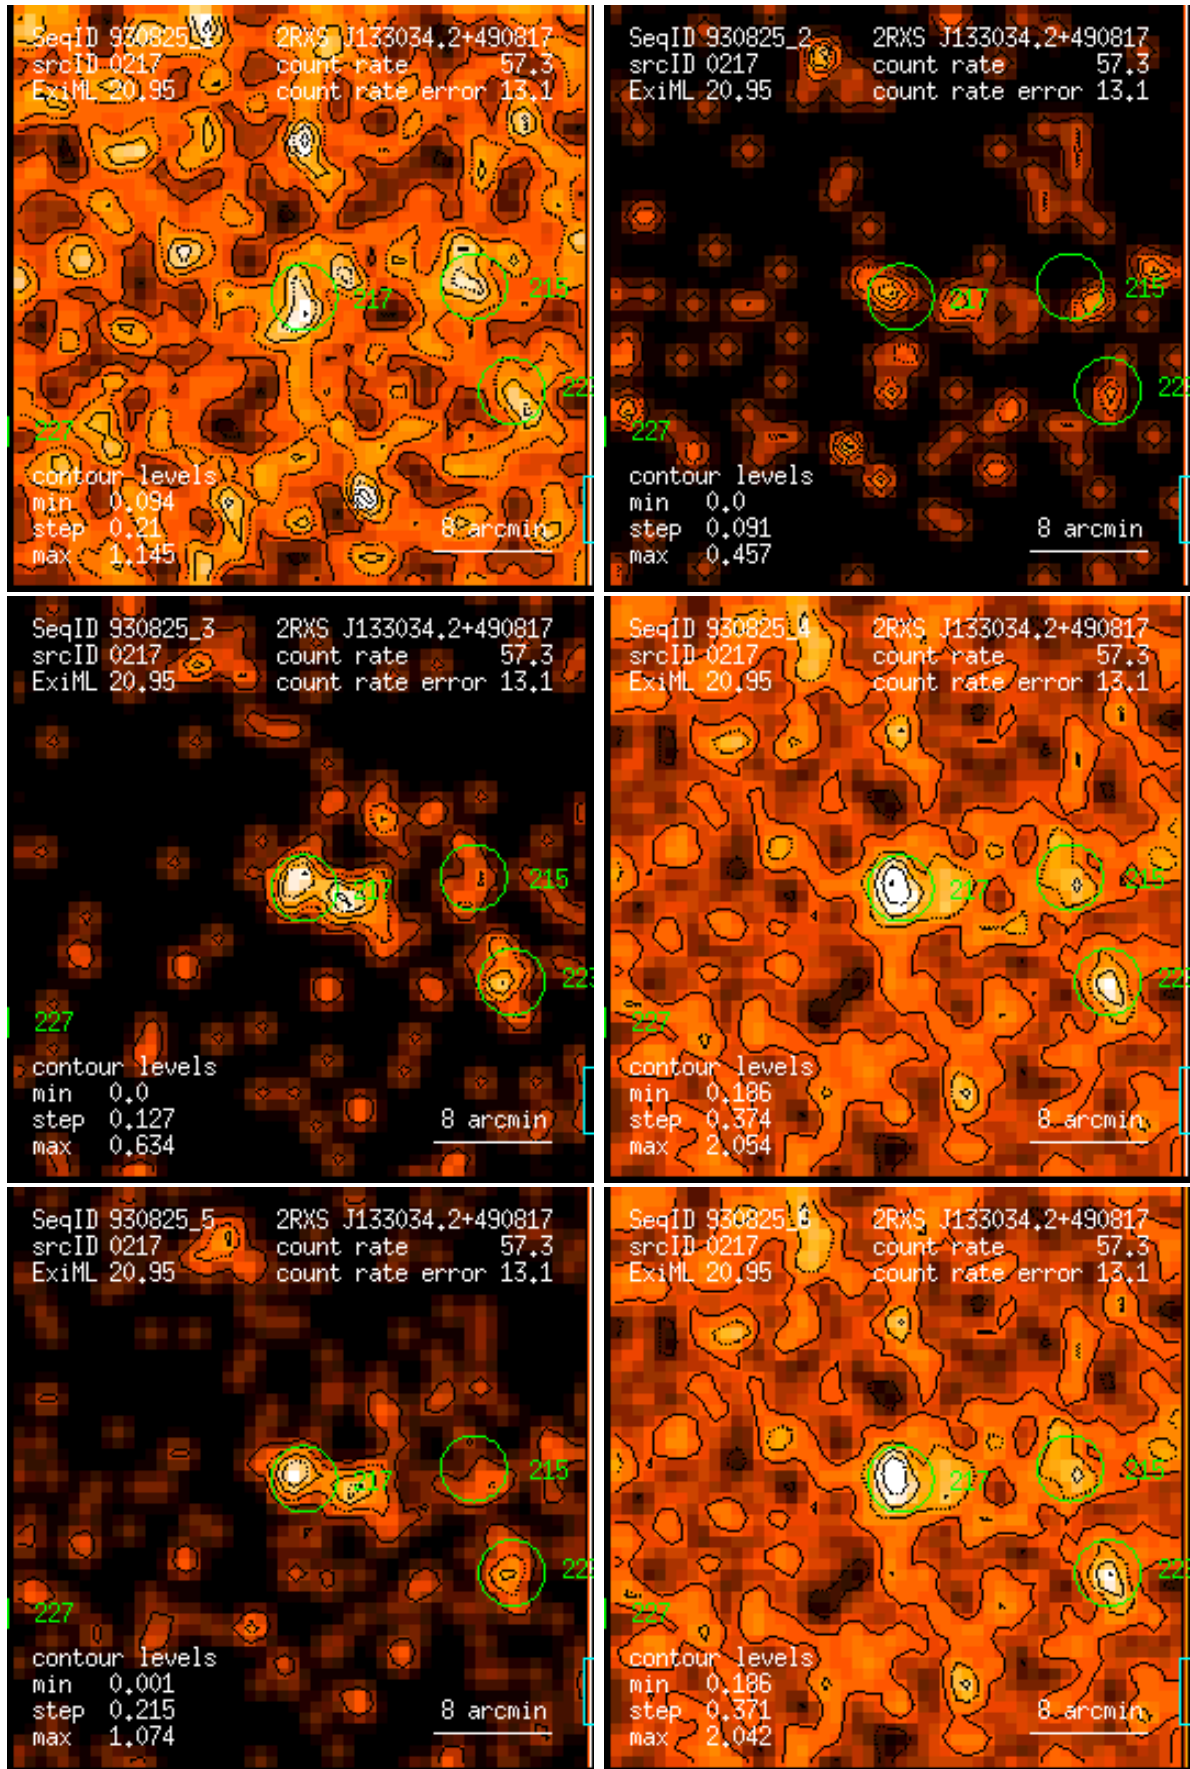 SeqID 930825_1 2RXS J133034.2+490817
srcID 0217 count rate 57.3
ExiML 20.95 count rate error 13.1
217
215
223
227
contour levels
min 0.094
step 0.21
max 1.145
8 arcmin
SeqID 930825_2 2RXS J133034.2+490817
srcID 0217 count rate 57.3
ExiML 20.95 count rate error 13.1
217
215
22
227
contour levels
min 0.0
step 0.091
max 0.457
8 arcmin
SeqID 930825_3 2RXS J133034.2+490817
srcID 0217 count rate 57.3
ExiML 20.95 count rate error 13.1
217
215
223
227
contour levels
min 0.0
step 0.127
max 0.634
8 arcmin
SeqID 930825_4 2RXS J133034.2+490817
srcID 0217 count rate 57.3
ExiML 20.95 count rate error 13.1
217
215
22
227
contour levels
min 0.186
step 0.374
max 2.054
8 arcmin
SeqID 930825_5 2RXS J133034.2+490817
srcID 0217 count rate 57.3
ExiML 20.95 count rate error 13.1
217
215
223
227
contour levels
min 0.001
step 0.215
max 1.074
8 arcmin
SeqID 930825_6 2RXS J133034.2+490817
srcID 0217 count rate 57.3
ExiML 20.95 count rate error 13.1
217
215
22
227
contour levels
min 0.186
step 0.371
max 2.042
8 arcmin